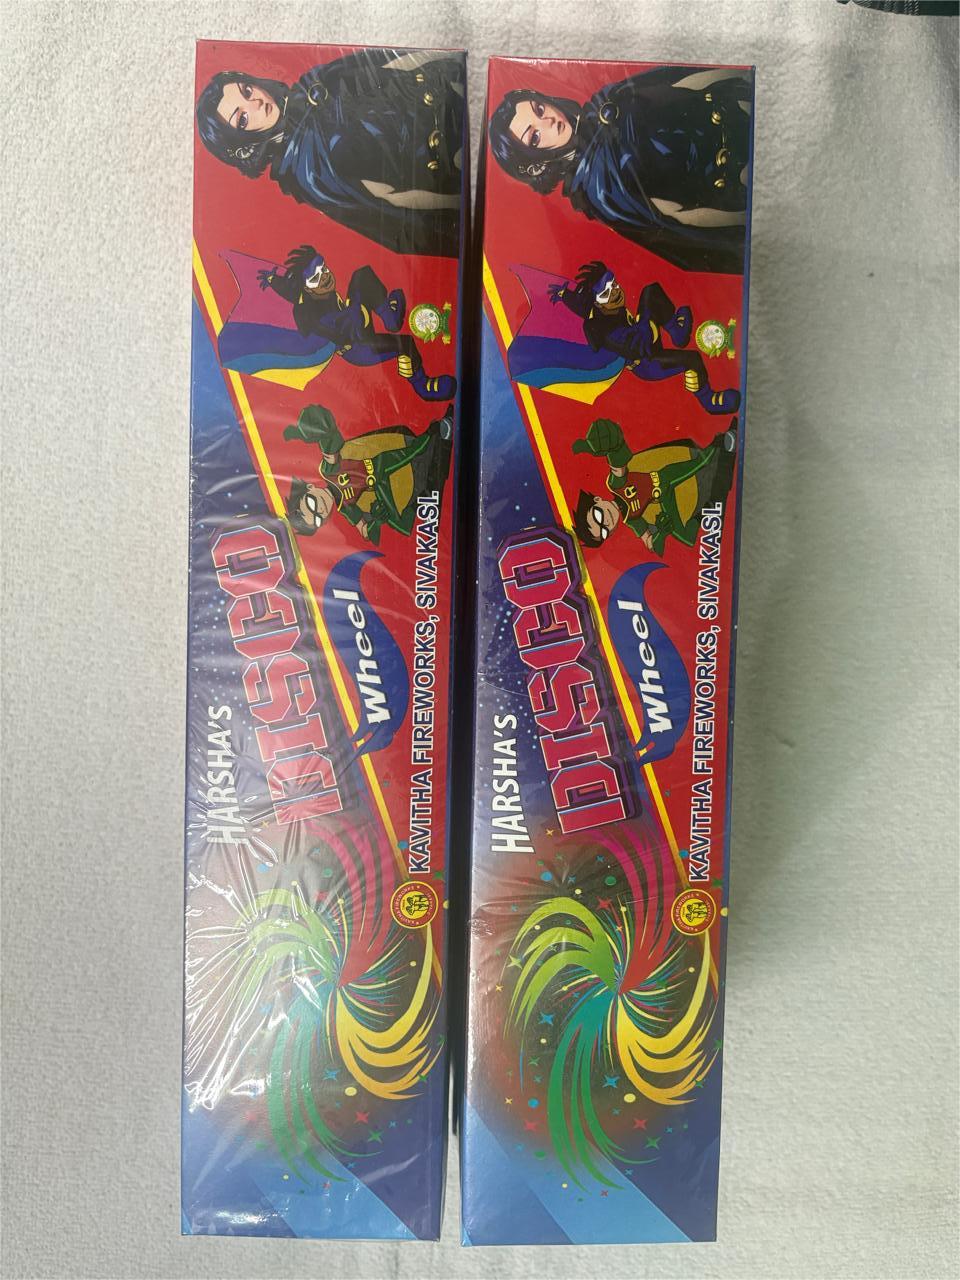 HARSHA'S
DISCO
Wheel
KAVITHA FIREWORKS, SIVAKASI.
HARSHA'S
DISCO
Wheel
KAVITHA FIREWORKS, SIVAKASI.